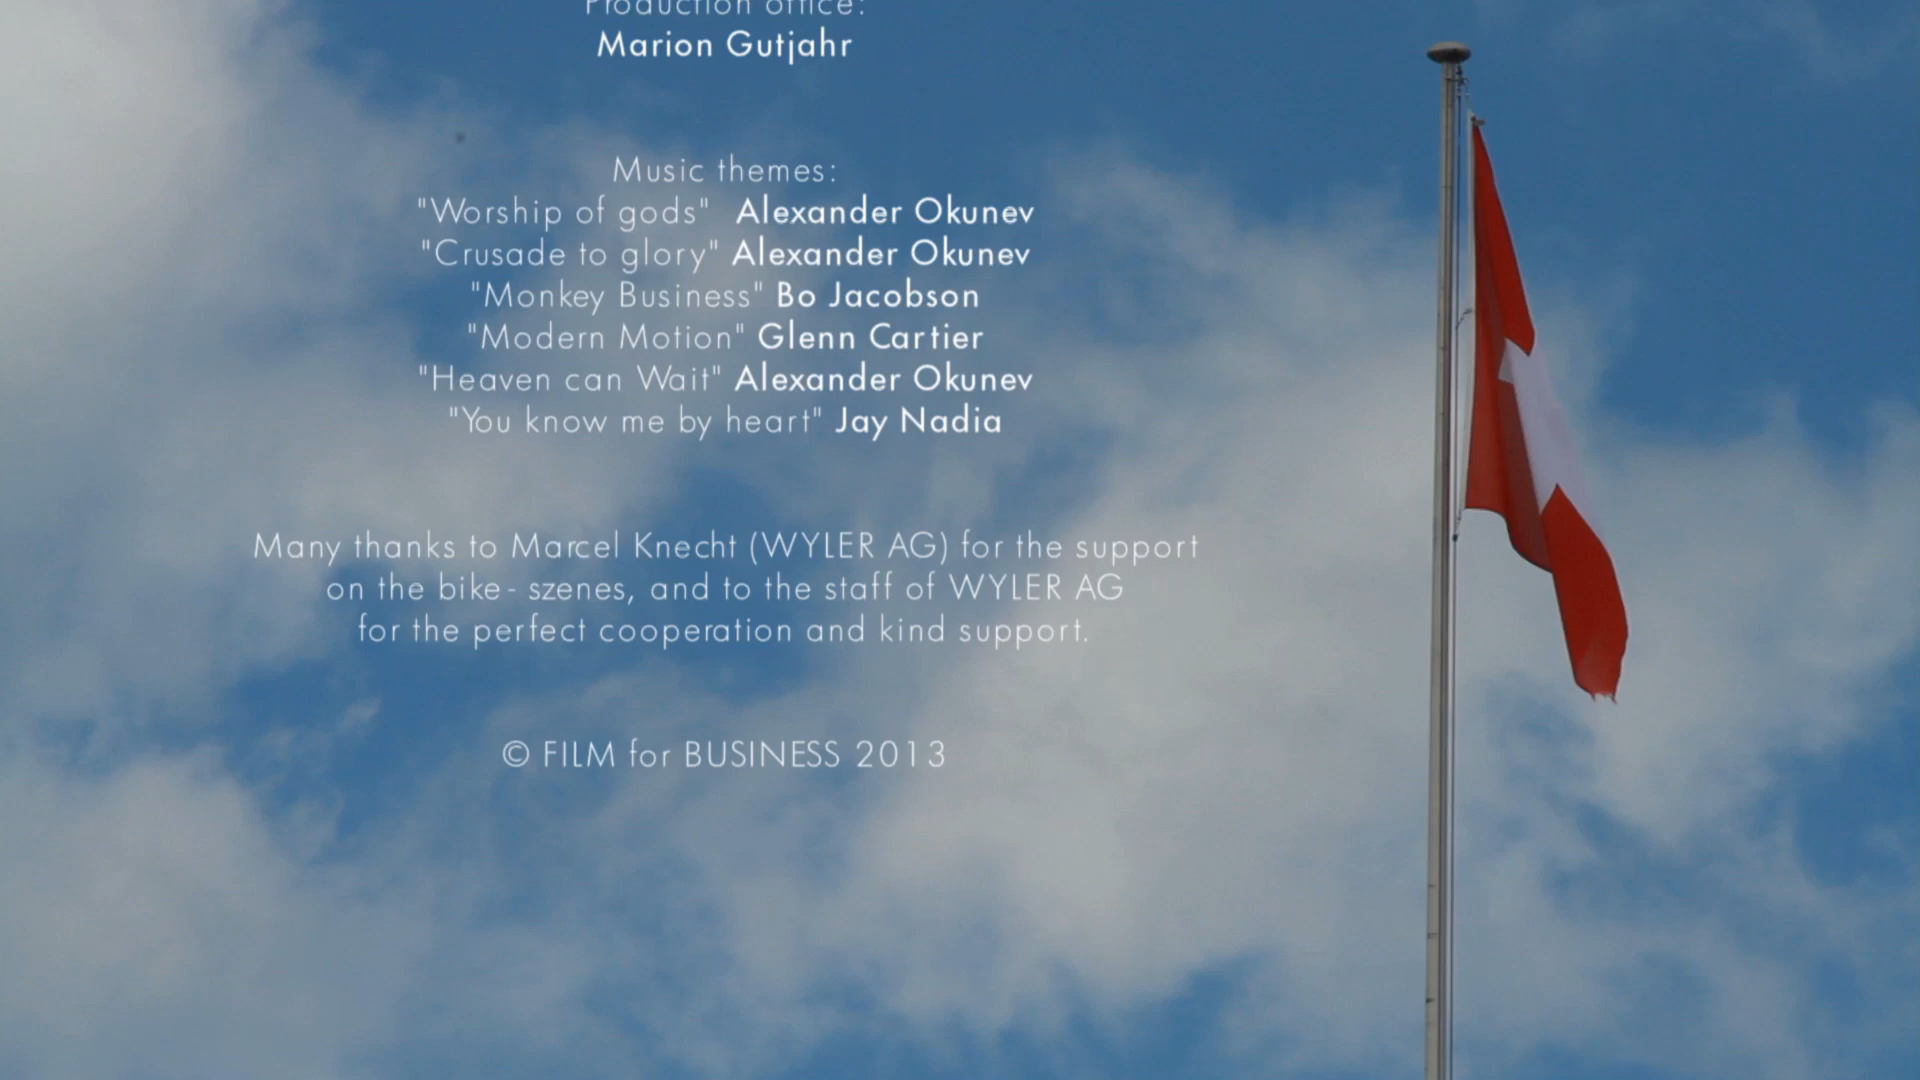 Production office:
Marion Gutjahr
Music themes:
"Worship of gods" Alexander Okunev
"Crusade to glory" Alexander Okunev
"Monkey Business" Bo Jacobson
"Modern Motion" Glenn Cartier
"Heaven can Wait" Alexander Okunev
"You know me by heart" Jay Nadia
Many thanks to Marcel Knecht (WYLER AG) for the support
on the bike - szenes, and to the staff of WYLER AG
for the perfect cooperation and kind support.
© FILM for BUSINESS 2013